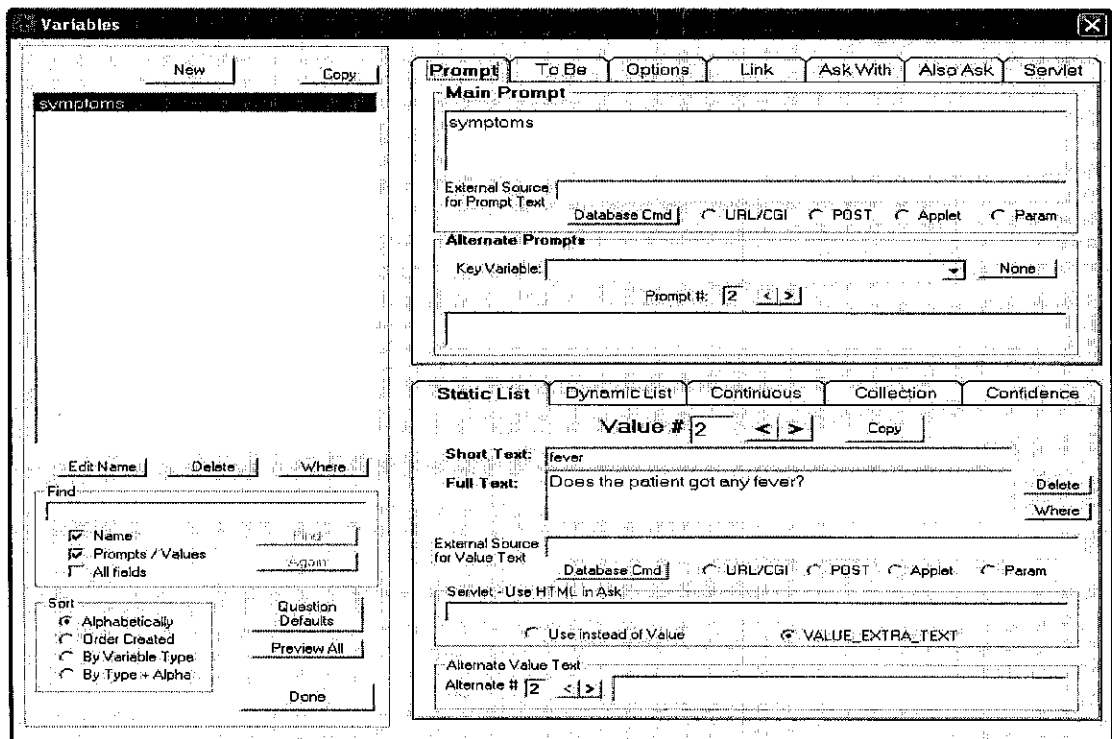 Variables
New
Copy
symptoms
Edit Name
Delete
Where
Find
Name
Prompts / Values
All fields
Find
Again
Sort
Alphabetically
Order Created
By Variable Type
By Type + Alpha
Question
Defaults
Preview All
Done
Prompt
To Be
Options
Link
Ask With
Also Ask
Servlet
Main Prompt
symptoms
External Source
for Prompt Text
Database Cmd
URL/CGI
POST
Applet
Param
Alternate Prompts
Key Variable:
None
Prompt #: 2 < >
Static List
Dynamic List
Continuous
Collection
Confidence
Value # 2 < >
Copy
Short Text: fever
Full Text: Does the patient got any fever?
Delete
Where
External Source
for Value Text
Database Cmd
URL/CGI
POST
Applet
Param
Servlet - Use HTML in Ask
Use instead of Value
VALUE_EXTRA_TEXT
Alternate Value Text
Alternate # 2 < >